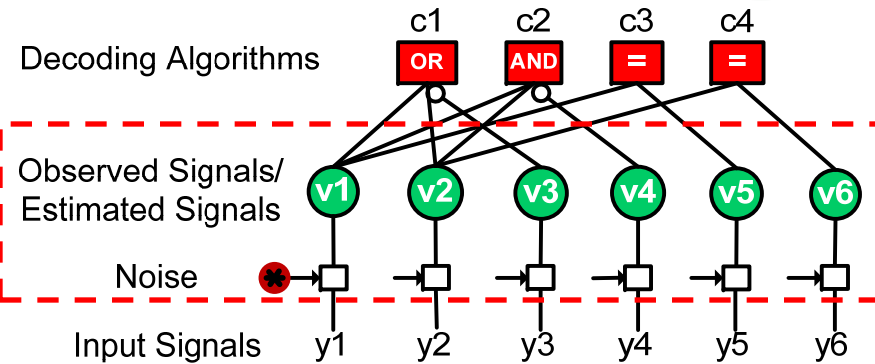 c1 c2 c3 c4
Decoding Algorithms OR AND = =
Observed Signals/
Estimated Signals
v1 v2 v3 v4 v5 v6
Noise *
Input Signals y1 y2 y3 y4 y5 y6